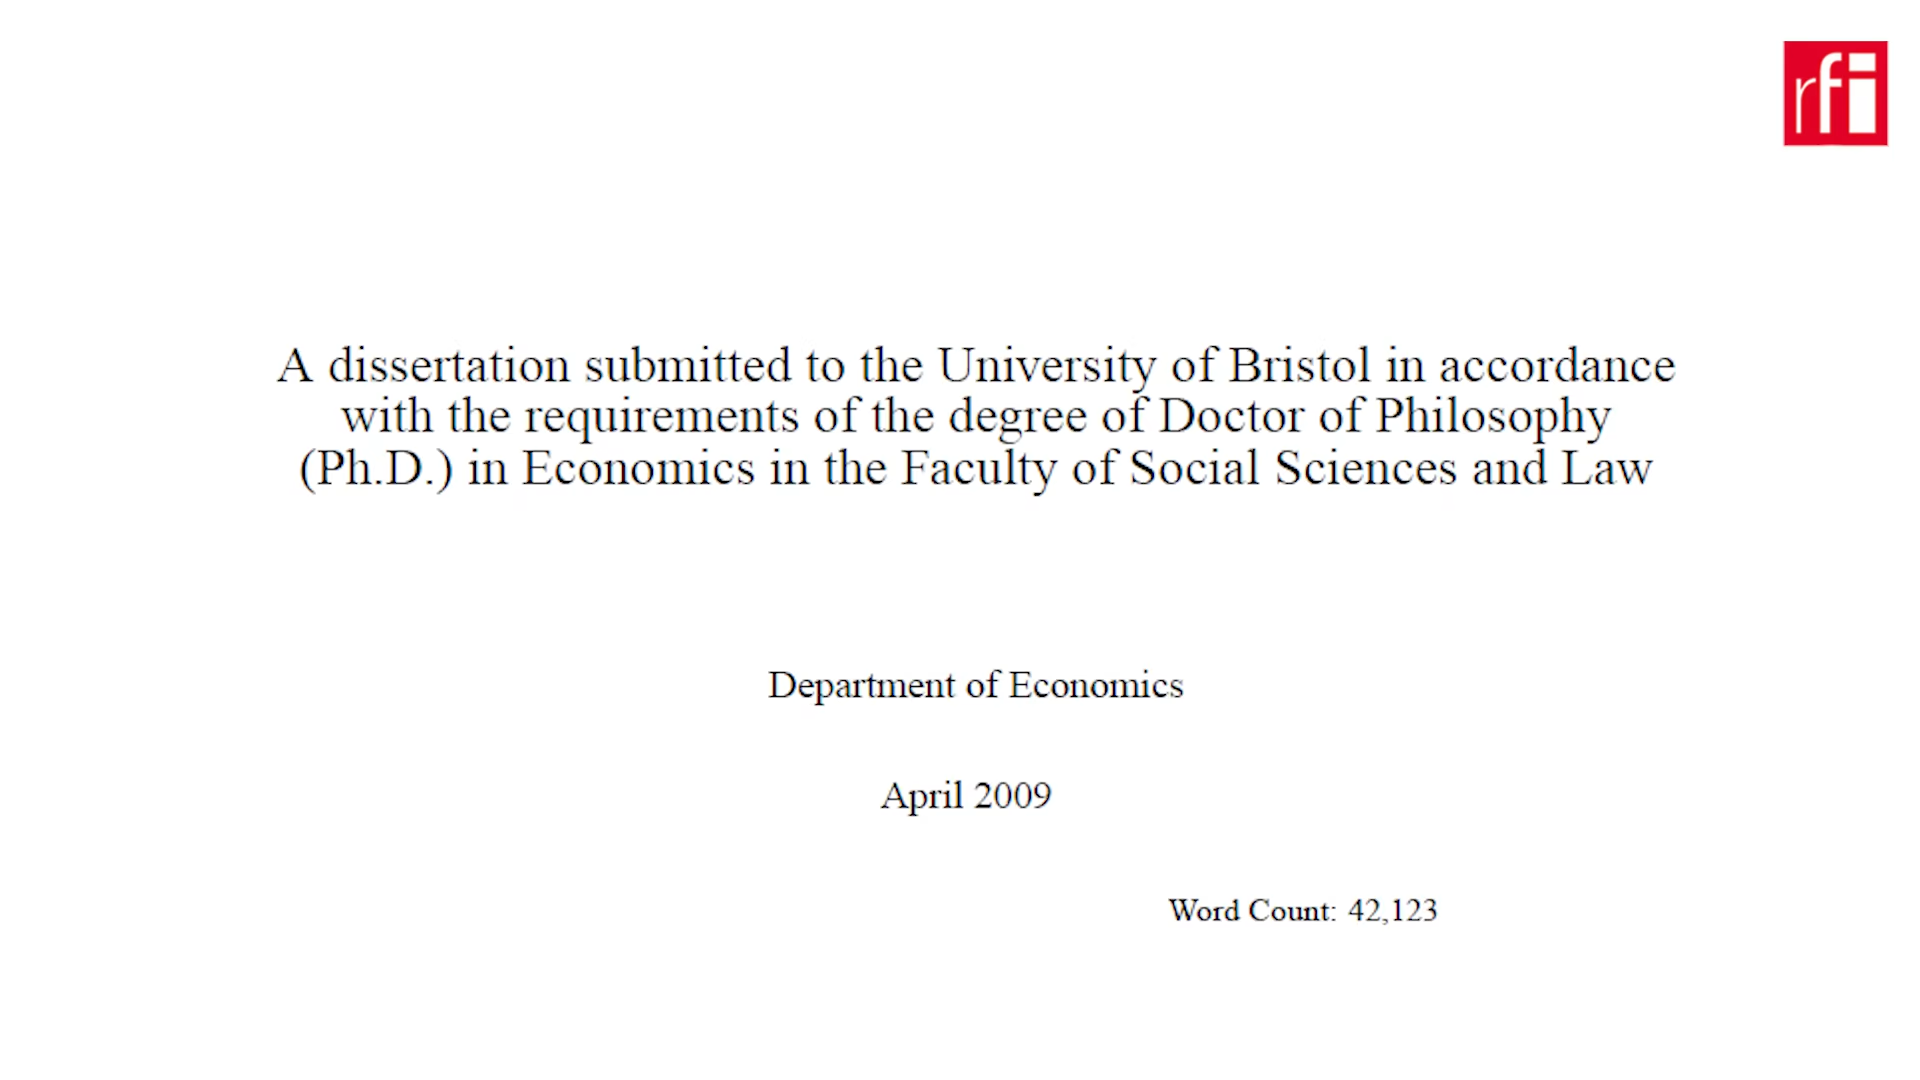 rfi
A dissertation submitted to the University of Bristol in accordance
with the requirements of the degree of Doctor of Philosophy
(Ph.D.) in Economics in the Faculty of Social Sciences and Law
Department of Economics
April 2009
Word Count: 42,123